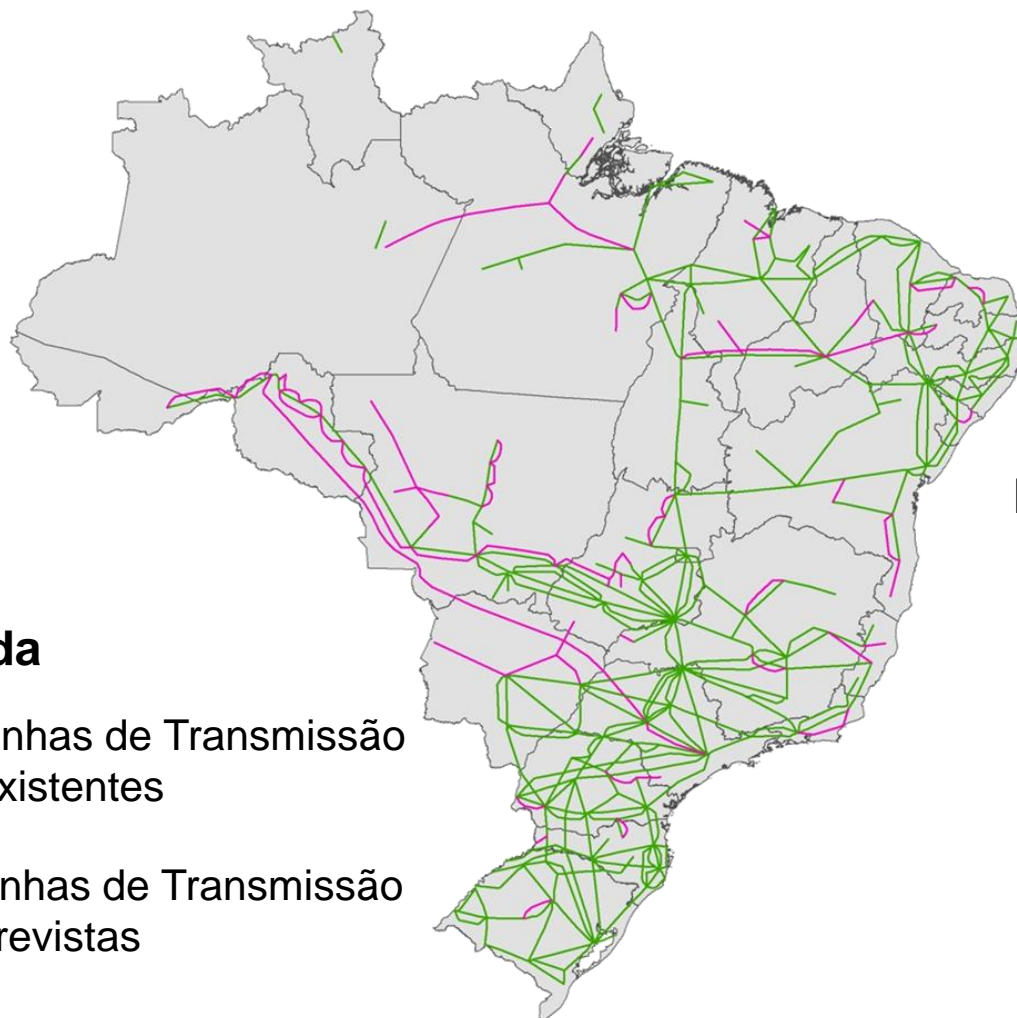 da
nhas de Transmissão
xistentes
nhas de Transmissão
revistas